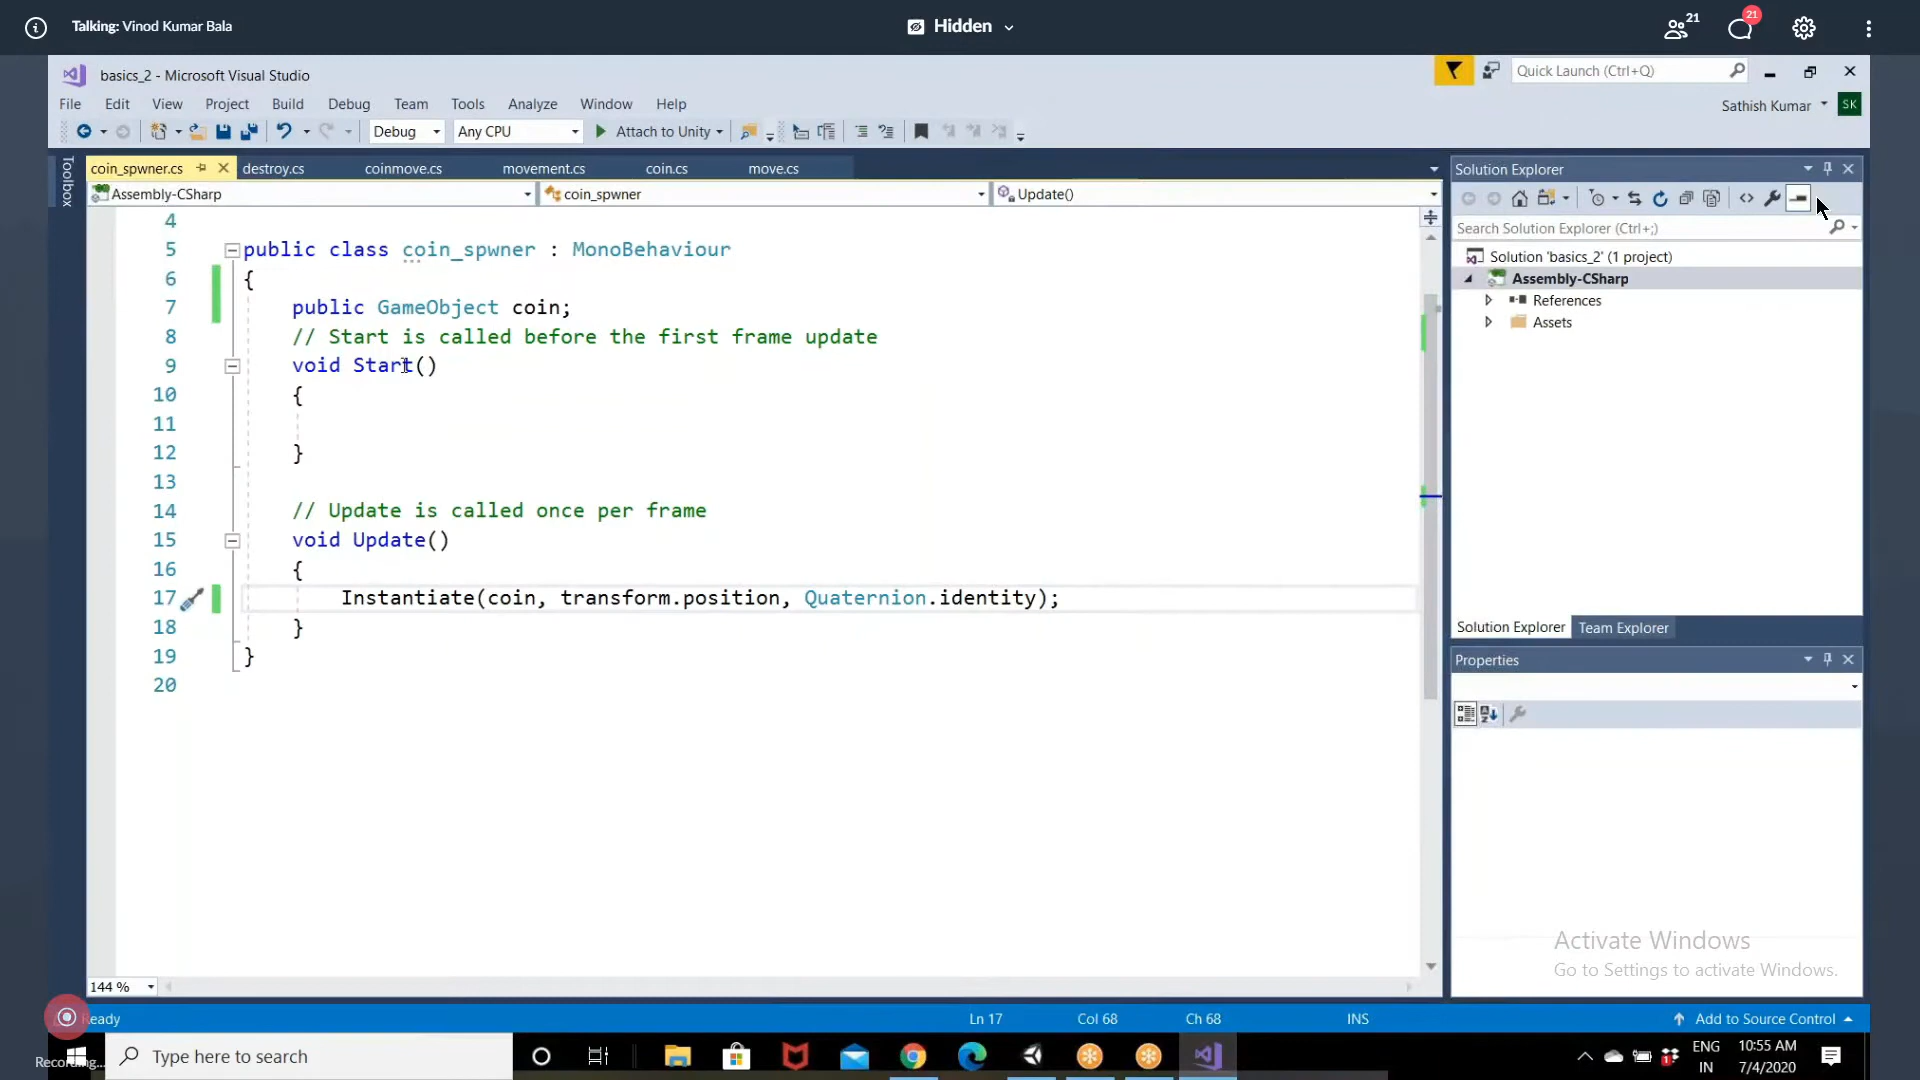 Talking: Vinod Kumar Bala
Hidden
21
21
basics_2 - Microsoft Visual Studio
Quick Launch (Ctrl+Q)
File Edit View Project Build Debug Team Tools Analyze Window Help
Sathish Kumar SK
Debug Any CPU Attach to Unity
Toolbox
coin_spwner.cs destroy.cs coinmove.cs movement.cs coin.cs move.cs
Assembly-CSharp coin_spwner Update()
4
5 public class coin_spwner : MonoBehaviour
6 {
7 public GameObject coin;
8 // Start is called before the first frame update
9 void Start()
10 {
11
12 }
13
14 // Update is called once per frame
15 void Update()
16 {
17 Instantiate(coin, transform.position, Quaternion.identity);
18 }
19 }
20
144 %
Solution Explorer
Search Solution Explorer (Ctrl+;)
Solution 'basics_2' (1 project)
Assembly-CSharp
References
Assets
Solution Explorer Team Explorer
Properties
Activate Windows
Go to Settings to activate Windows.
Ready Ln 17 Col 68 Ch 68 INS Add to Source Control
Recording...
Type here to search
ENG
IN
10:55 AM
7/4/2020